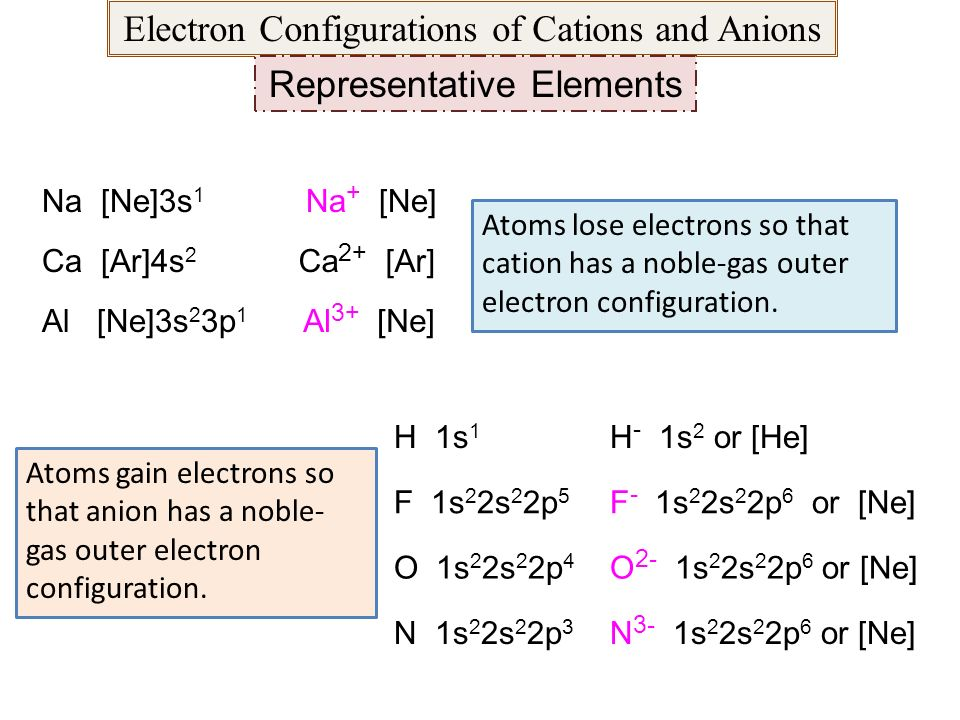 Electron Configurations of Cations and Anions
Representative Elements
Na [Ne]3s¹ Na⁺ [Ne]
Ca [Ar]4s² Ca²⁺ [Ar]
Al [Ne]3s²3p¹ Al³⁺ [Ne]
Atoms lose electrons so that
cation has a noble-gas outer
electron configuration.
Atoms gain electrons so
that anion has a noble-
gas outer electron
configuration.
H 1s¹ H⁻ 1s² or [He]
F 1s²2s²2p⁵ F⁻ 1s²2s²2p⁶ or [Ne]
O 1s²2s²2p⁴ O²⁻ 1s²2s²2p⁶ or [Ne]
N 1s²2s²2p³ N³⁻ 1s²2s²2p⁶ or [Ne]